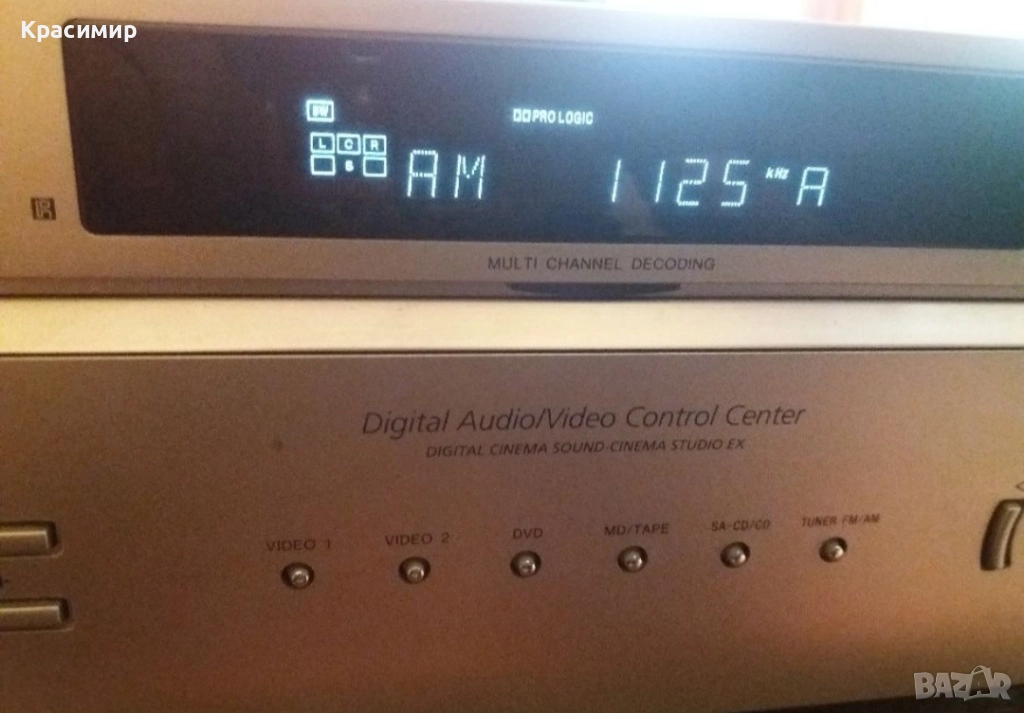 Красимир
SW
PRO LOGIC
L C R
S
AM 1125 kHz A
MULTI CHANNEL DECODING
Digital Audio/Video Control Center
DIGITAL CINEMA SOUND·CINEMA STUDIO EX
VIDEO 1 VIDEO 2 DVD MD/TAPE SA-CD/CD TUNER FM/AM
BAZAR